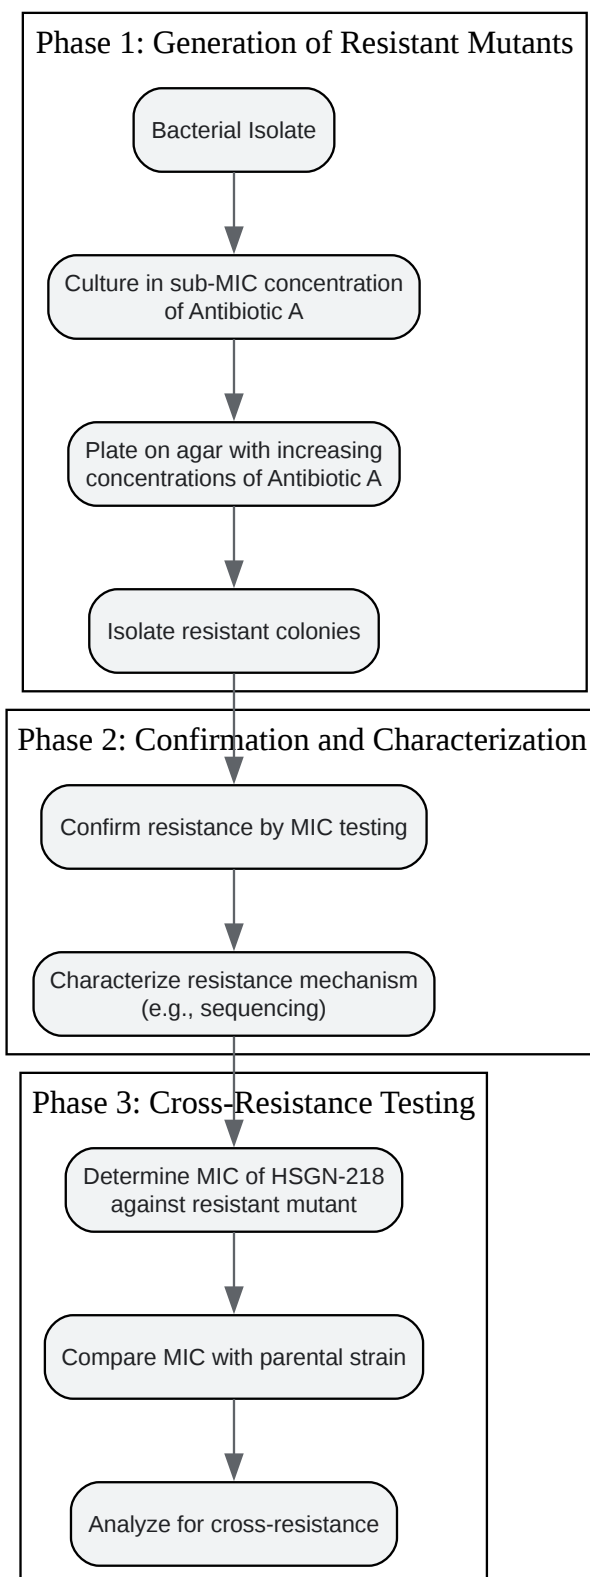 Phase 1: Generation of Resistant Mutants
Bacterial Isolate
Culture in sub-MIC concentration
of Antibiotic A
Plate on agar with increasing
concentrations of Antibiotic A
Isolate resistant colonies
Phase 2: Confirmation and Characterization
Confirm resistance by MIC testing
Characterize resistance mechanism
(e.g., sequencing)
Phase 3: Cross-Resistance Testing
Determine MIC of HSGN-218
against resistant mutant
Compare MIC with parental strain
Analyze for cross-resistance